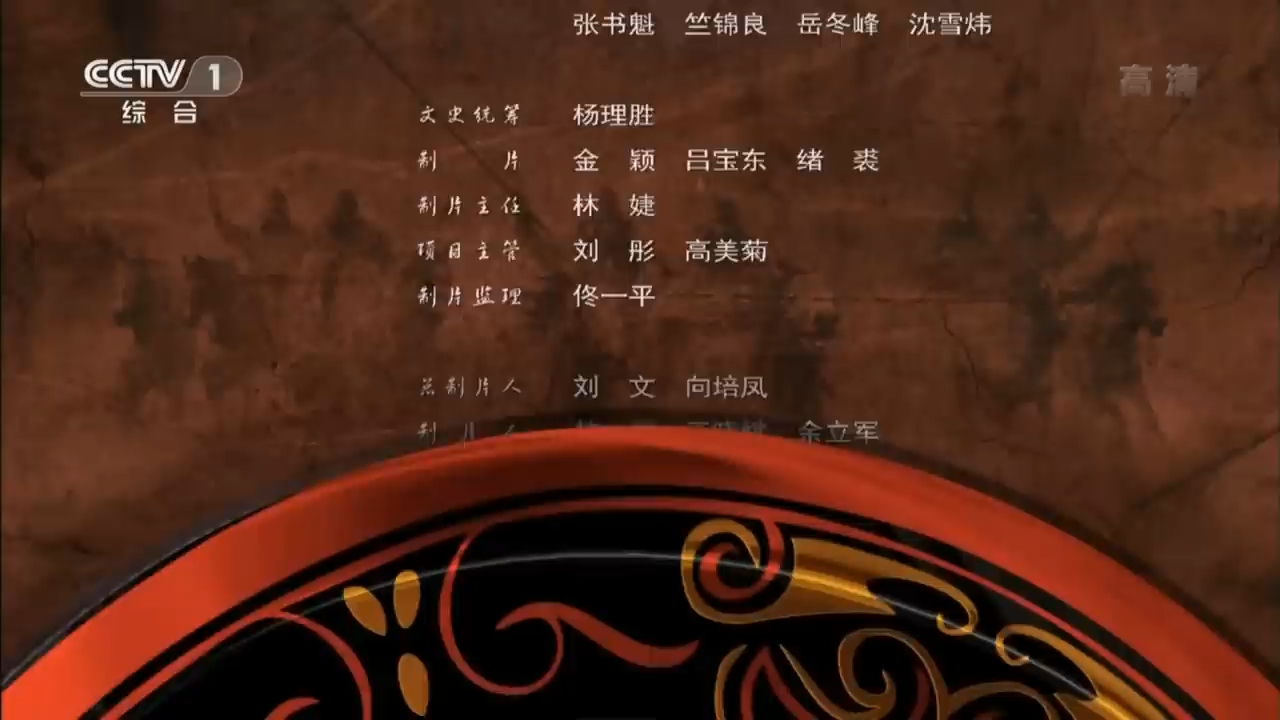 张书魁 竺锦良 岳冬峰 沈雪炜
CCTV 1
综合
高清
文史统筹 杨理胜
制片 金颖 吕宝东 绪裘
制片主任 林婕
项目主管 刘彤 高美菊
制片监理 佟一平
总制片人 刘文 向培凤
余立军